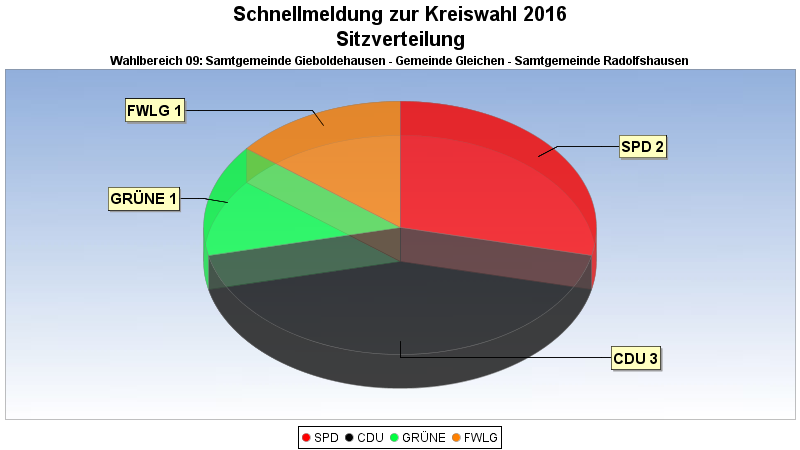 Schnellmeldung zur Kreiswahl 2016
Sitzverteilung
Wahlbereich 09: Samtgemeinde Gieboldehausen - Gemeinde Gleichen - Samtgemeinde Radolfshausen
FWLG 1
SPD 2
GRÜNE 1
CDU 3
SPD CDU GRÜNE FWLG